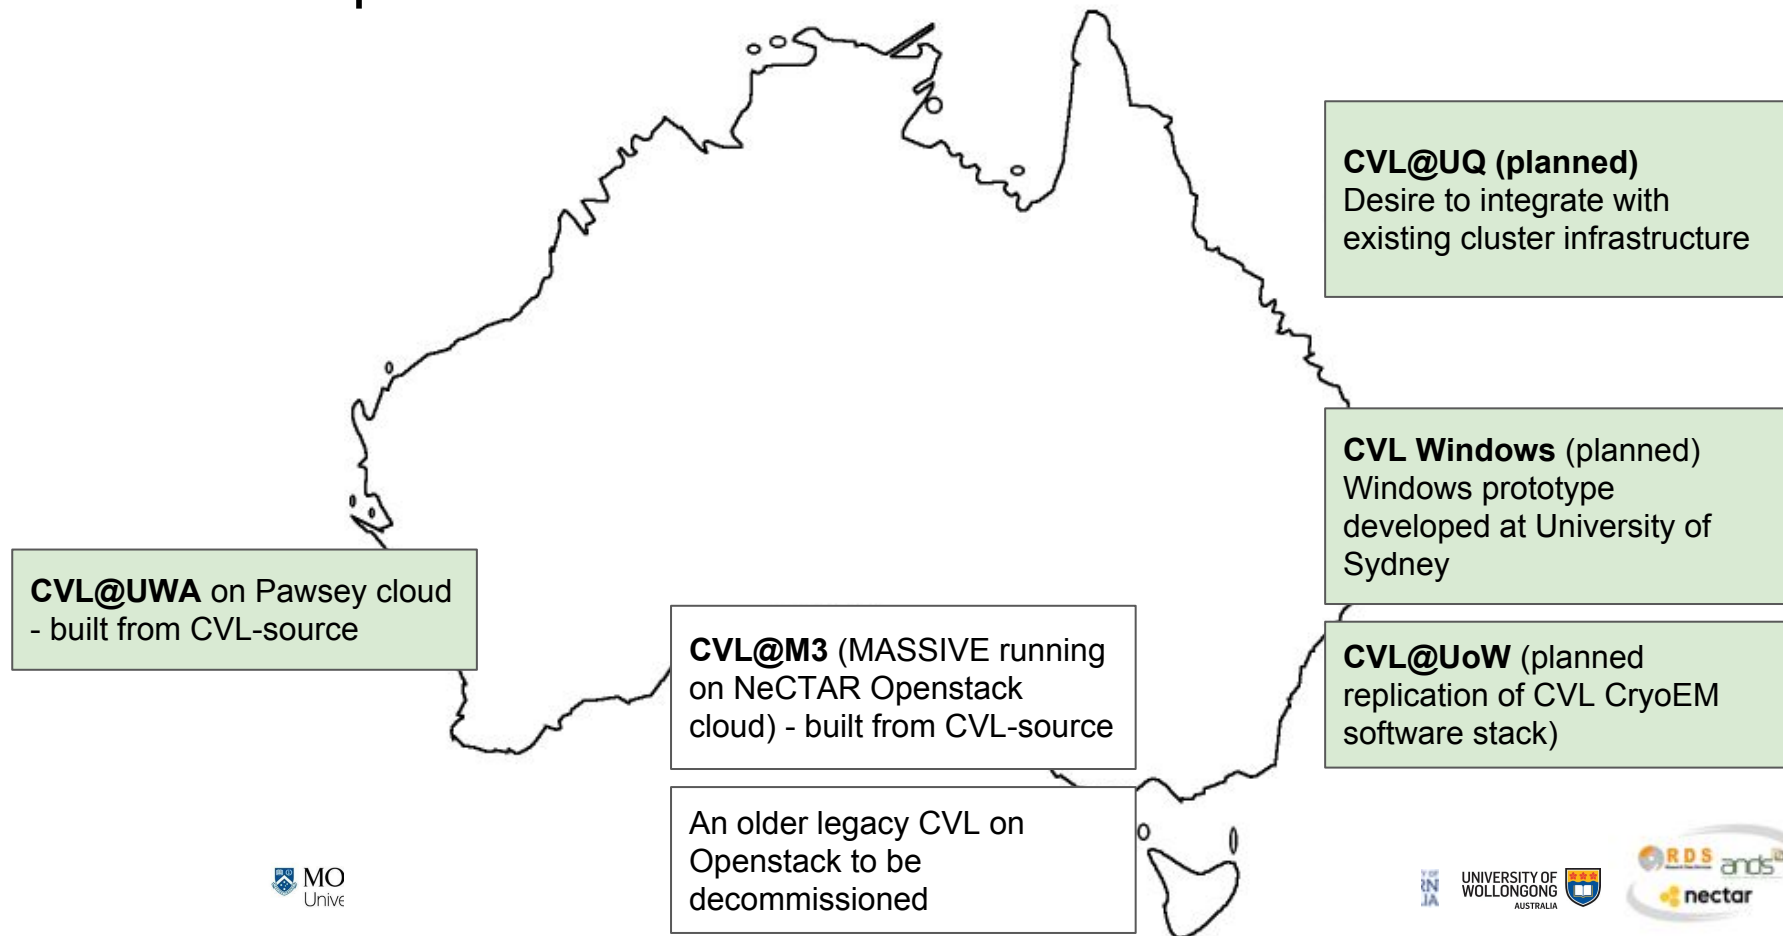 CVL@UQ (planned)
Desire to integrate with
existing cluster infrastructure
CVL Windows (planned)
Windows prototype
developed at University of
Sydney
CVL@UWA on Pawsey cloud
- built from CVL-source
CVL@M3 (MASSIVE running
on NeCTAR Openstack
cloud) - built from CVL-source
CVL@UoW (planned
replication of CVL CryoEM
software stack)
An older legacy CVL on
Openstack to be
decommissioned
MO
Unive
RN
IA
UNIVERSITY OF
WOLLONGONG
AUSTRALIA
RDS
ands
nectar